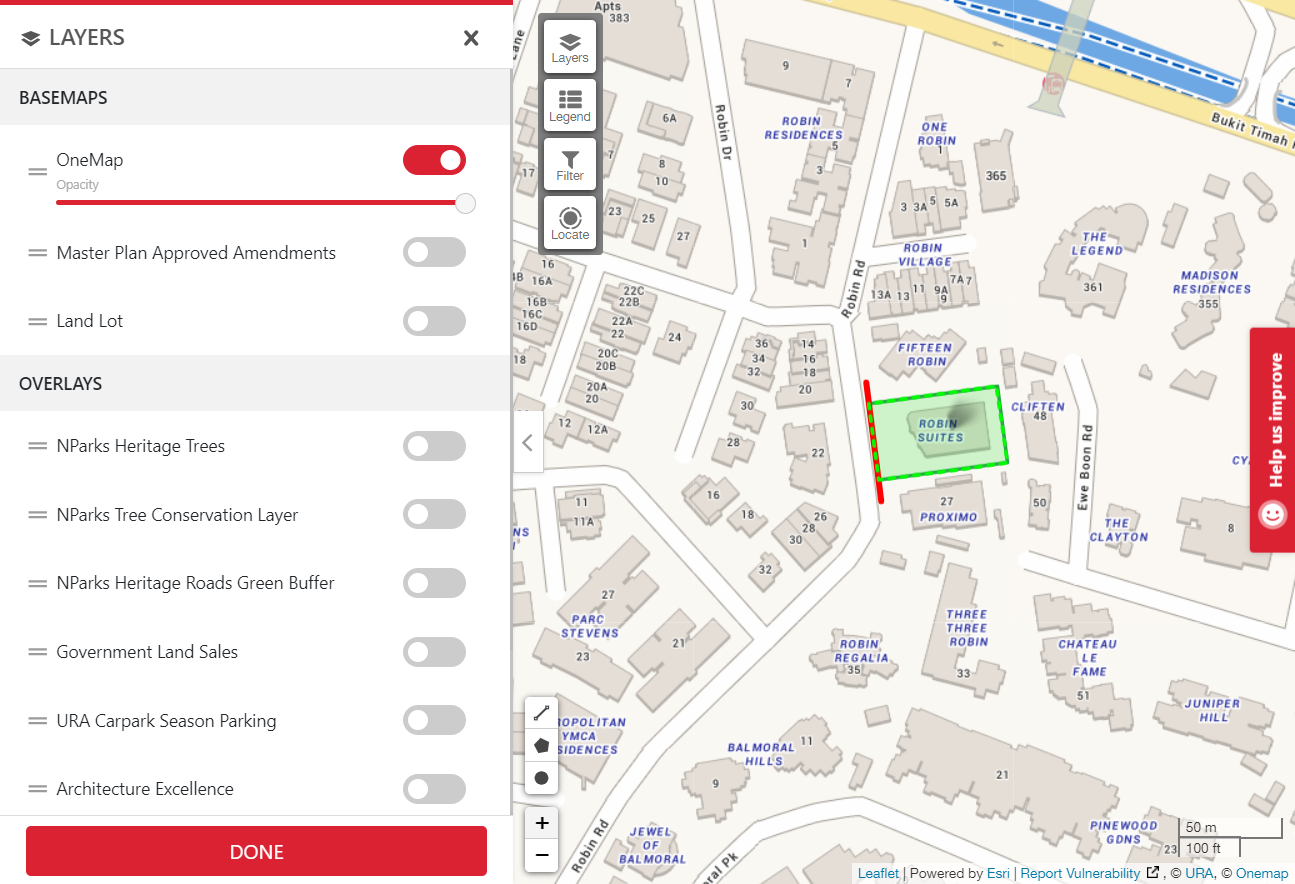 LAYERS
BASEMAPS
OneMap
Opacity
Master Plan Approved Amendments
Land Lot
OVERLAYS
NParks Heritage Trees
NParks Tree Conservation Layer
NParks Heritage Roads Green Buffer
Government Land Sales
URA Carpark Season Parking
Architecture Excellence
DONE
Layers
Legend
Filter
Locate
Apts
383
Lane
Robin Dr
9
7
ROBIN
RESIDENCES
5
3
1
6A
8
10
7
17
23
25
27
ONE
ROBIN
1
365
Bukit Timah
3
3A
5
5A
ROBIN
VILLAGE
13A
13
11
9A
9
7A
7
Robin Rd
THE
LEGEND
361
MADISON
RESIDENCES
355
16
16A
16B
16C
16D
18
22C
22B
22A
22
20C
20B
20A
20
24
12
12A
36
34
32
30
28
14
16
18
20
22
FIFTEEN
ROBIN
ROBIN
SUITES
CLIFTEN
48
Ewe Boon Rd
50
27
PROXIMO
THE
CLAYTON
8
Help us improve
11
11A
16
18
26
28
30
32
27
PARC
STEVENS
23
21
ROBIN
REGALIA
35
THREE
THREE
ROBIN
33
CHATEAU
LE
FAME
51
JUNIPER
HILL
BALMORAL
HILLS
11
9
21
JEWEL
OF
BALMORAL
Robin Rd
PINEWOOD
GDNS
23
+
−
50 m
100 ft
Leaflet | Powered by Esri | Report Vulnerability , © URA, © Onemap